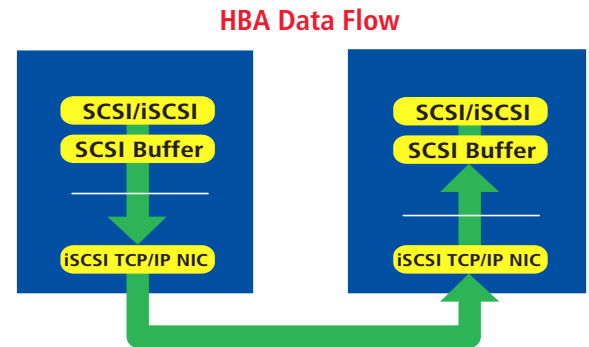 HBA Data Flow
SCSI/iSCSI
SCSI Buffer
iSCSI TCP/IP NIC
SCSI/iSCSI
SCSI Buffer
iSCSI TCP/IP NIC